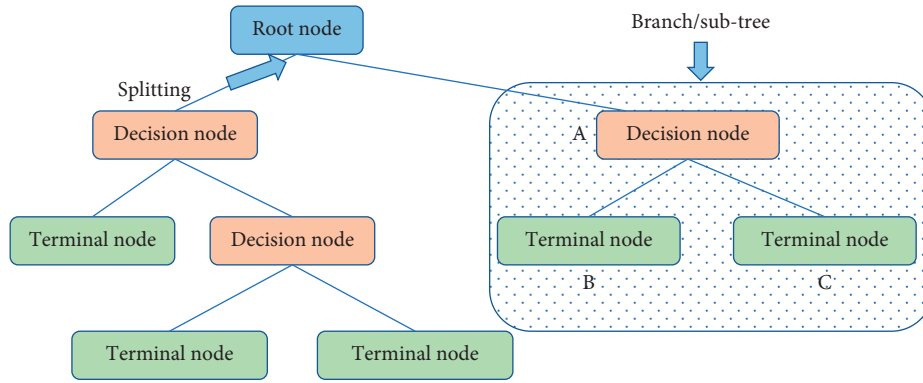 Root node
Branch/sub-tree
Splitting
Decision node
A
Decision node
Terminal node
Decision node
Terminal node
Terminal node
B
C
Terminal node
Terminal node